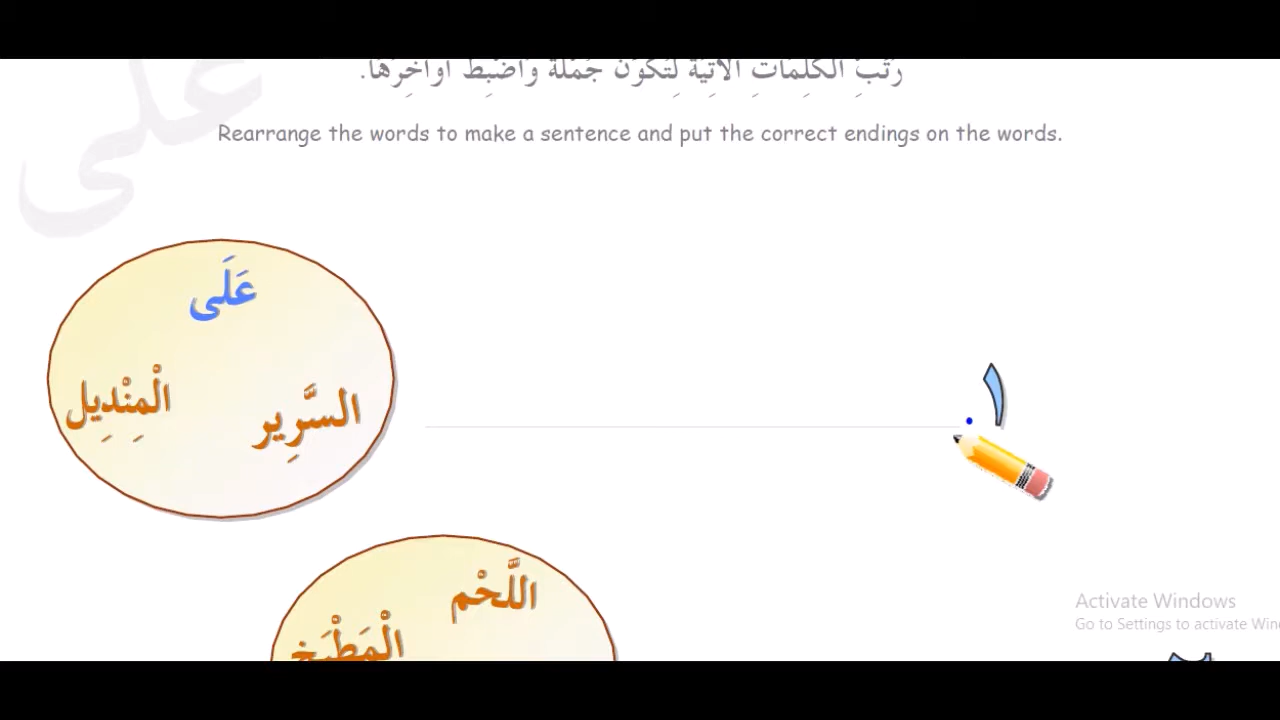 رَتِّبِ الْكَلِمَاتِ الْآتِيَةَ لِتَكُوِّنَ جُمْلَةً وَاضْبِطْ أَوَاخِرَهَا.
Rearrange the words to make a sentence and put the correct endings on the words.
عَلَى
عَلَى
السَّرِير
الْمِنْدِيل
١
اللَّحْم
الْمَطْبَخ
Activate Windows
Go to Settings to activate Win